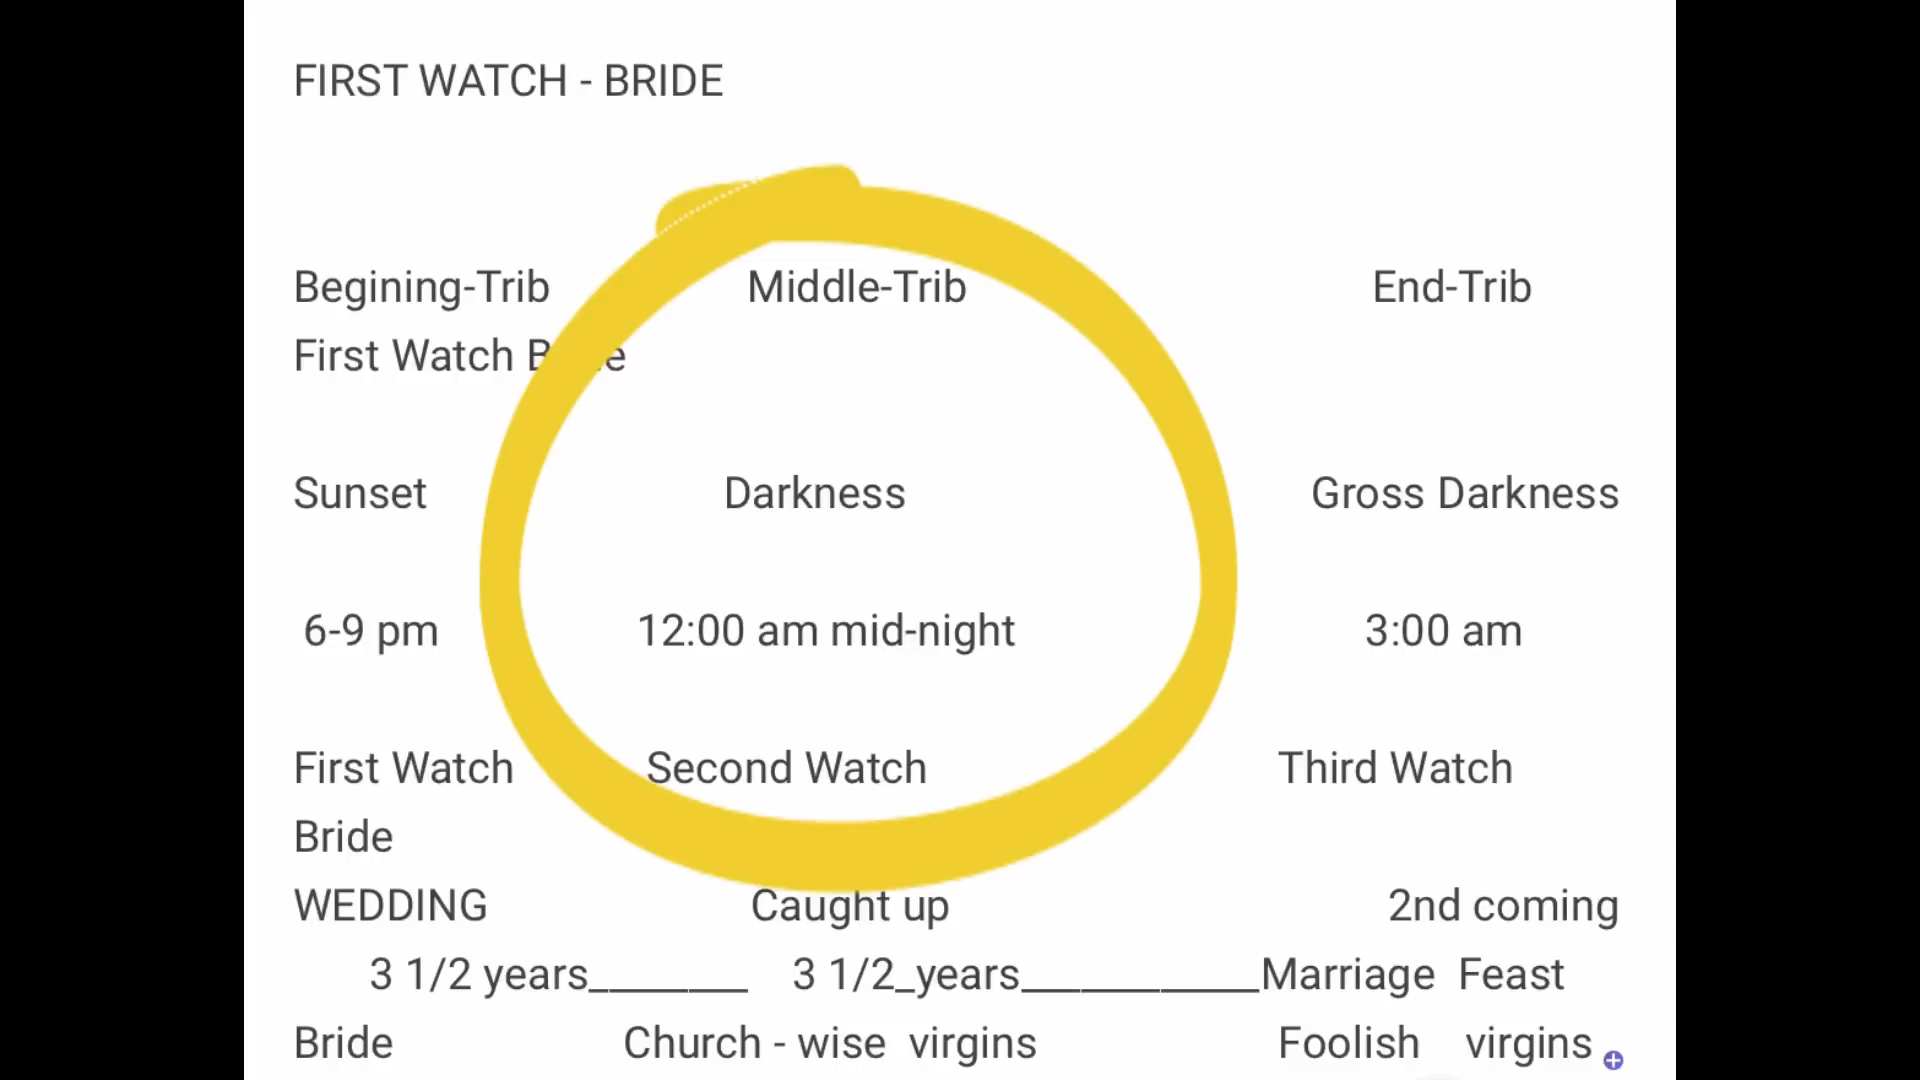 FIRST WATCH - BRIDE
Begining-Trib Middle-Trib End-Trib
First Watch
Sunset Darkness Gross Darkness
6-9 pm 12:00 am mid-night 3:00 am
First Watch Second Watch Third Watch
Bride
WEDDING Caught up 2nd coming
3 1/2 years________ 3 1/2_years____________Marriage Feast
Bride Church - wise virgins Foolish virgins